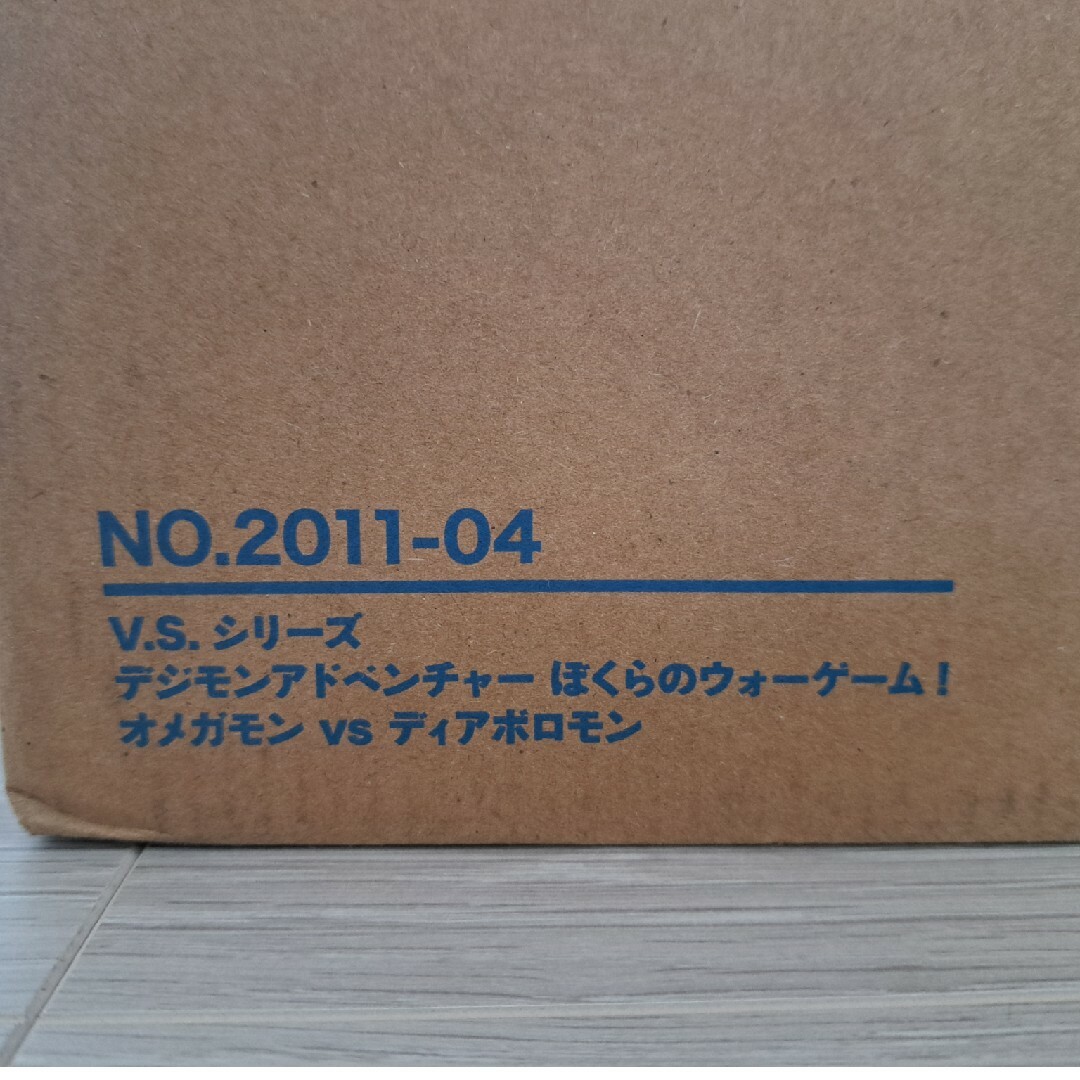 NO.2011-04
V.S. シリーズ
デジモンアドベンチャー ぼくらのウォーゲーム！
オメガモン vs ディアボロモン